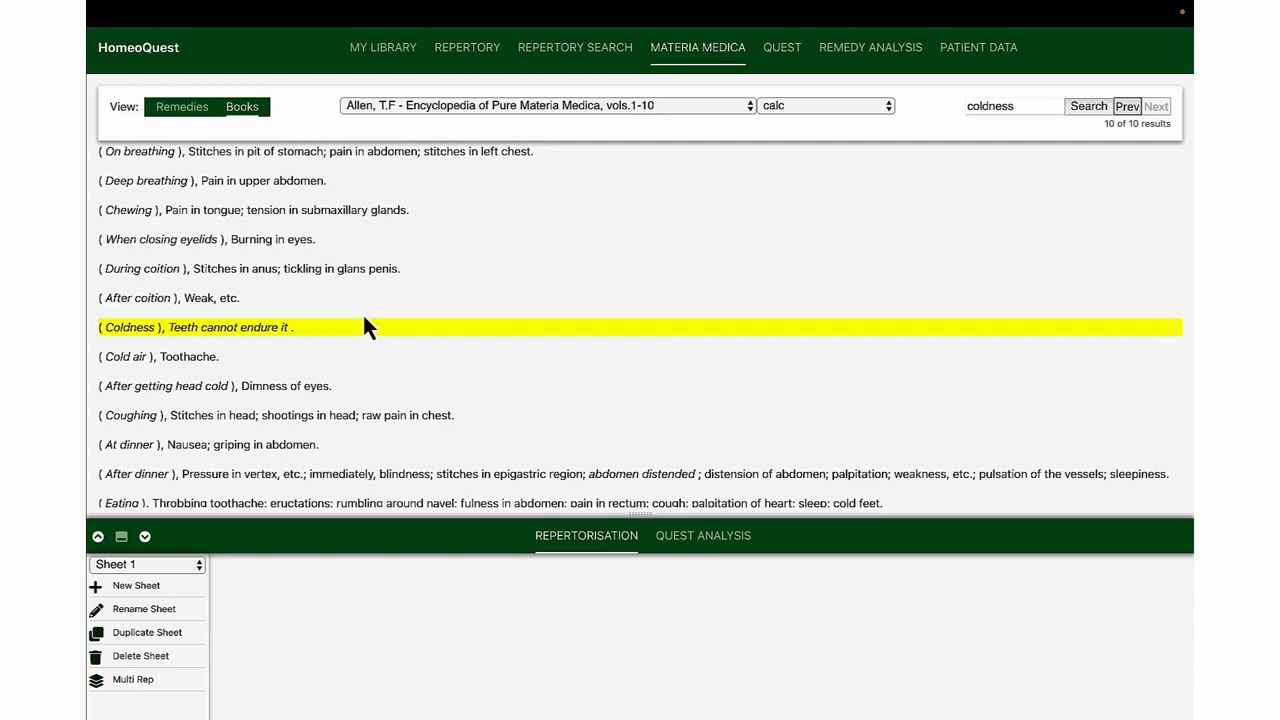 HomeoQuest
MY LIBRARY REPERTORY REPERTORY SEARCH MATERIA MEDICA QUEST REMEDY ANALYSIS PATIENT DATA
View: Remedies Books Allen, T.F - Encyclopedia of Pure Materia Medica, vols.1-10 calc coldness Search Prev Next
10 of 10 results
( On breathing ), Stitches in pit of stomach; pain in abdomen; stitches in left chest.
( Deep breathing ), Pain in upper abdomen.
( Chewing ), Pain in tongue; tension in submaxillary glands.
( When closing eyelids ), Burning in eyes.
( During coition ), Stitches in anus; tickling in glans penis.
( After coition ), Weak, etc.
( Coldness ), Teeth cannot endure it .
( Cold air ), Toothache.
( After getting head cold ), Dimness of eyes.
( Coughing ), Stitches in head; shootings in head; raw pain in chest.
( At dinner ), Nausea; griping in abdomen.
( After dinner ), Pressure in vertex, etc.; immediately, blindness; stitches in epigastric region; abdomen distended ; distension of abdomen; palpitation; weakness, etc.; pulsation of the vessels; sleepiness.
( Eating ), Throbbing toothache; eructations; rumbling around navel; fulness in abdomen; pain in rectum; cough; palpitation of heart; sleep; cold feet.
REPERTORISATION QUEST ANALYSIS
Sheet 1
New Sheet
Rename Sheet
Duplicate Sheet
Delete Sheet
Multi Rep